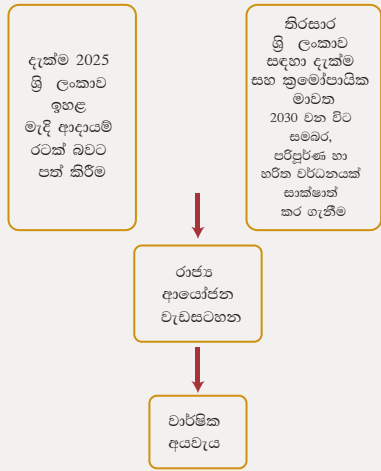 දැක්ම 2025
ශ්‍රි ලංකාව
ඉහළ
මැදි ආදායම්
රටක් බවට
පත් කිරීම
තිරසාර
ශ්‍රි ලංකාව
සඳහා දැක්ම
සහ ක්‍රමෝපායික
මාවත
2030 වන විට
සමබර,
පරිපූර්ණ හා
හරිත වර්ධනයක්
සාක්ෂාත්
කර ගැනීම
රාජ්‍ය
ආයෝජන
වැඩසටහන
වාර්ෂික
අයවැය